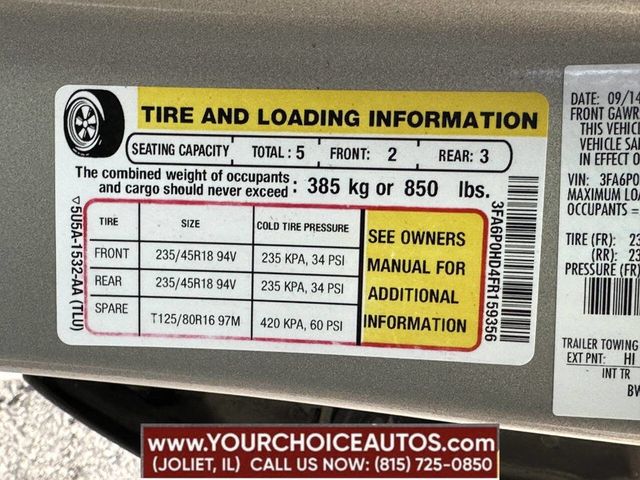 TIRE AND LOADING INFORMATION
SEATING CAPACITY TOTAL : 5 FRONT: 2 REAR: 3
The combined weight of occupants
and cargo should never exceed : 385 kg or 850 lbs.
TIRE SIZE COLD TIRE PRESSURE
FRONT 235/45R18 94V 235 KPA, 34 PSI
REAR 235/45R18 94V 235 KPA, 34 PSI
SPARE T125/80R16 97M 420 KPA, 60 PSI
SEE OWNERS
MANUAL FOR
ADDITIONAL
INFORMATION
5U5A-1532-AA (TLU)
3FA6P0HD4FR159356
DATE: 09/14
FRONT GAWR
THIS VEHIC
VEHICLE SA
IN EFFECT O
VIN: 3FA6P0
MAXIMUM LOA
OCCUPANTS =
TIRE (FR): 23
(RR): 23
PRESSURE (F
TRAILER TOWING
EXT PNT: HI
INT TR
BW
WWW.YOURCHOICEAUTOS.COM
(JOLIET, IL) CALL US NOW: (815) 725-0850